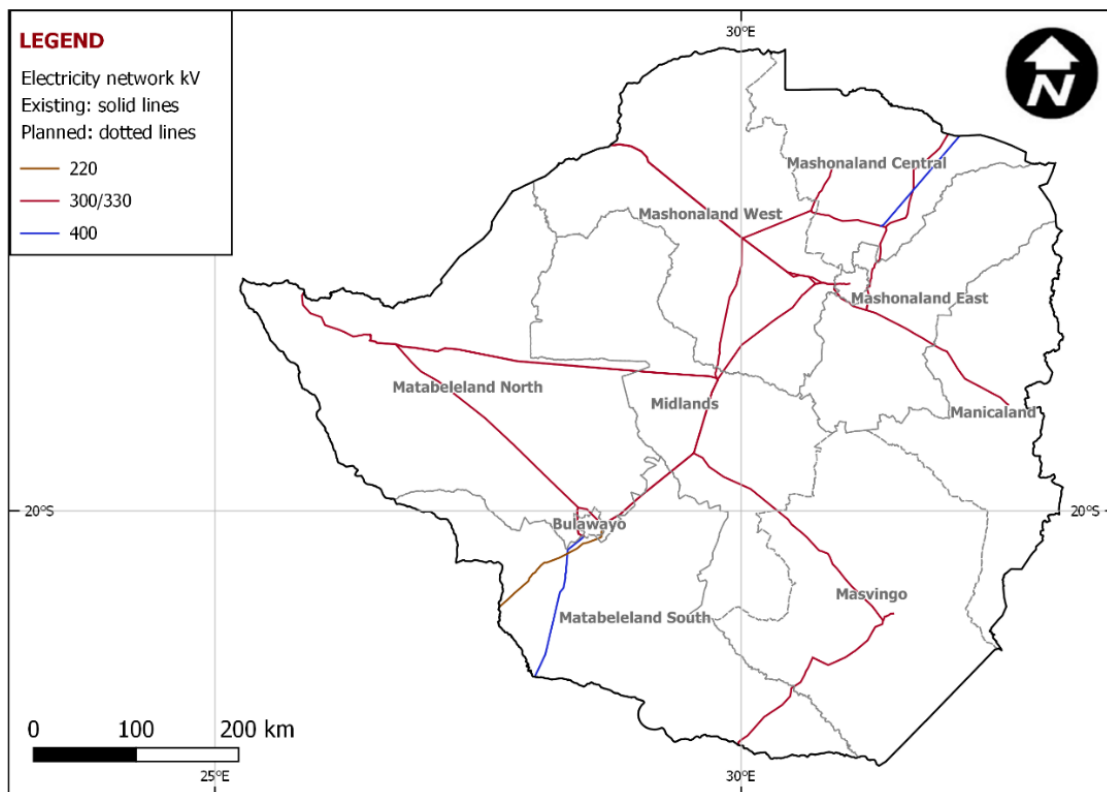 LEGEND
Electricity network kV
Existing: solid lines
Planned: dotted lines
220
300/330
400
30°E
N
Mashonaland Central
Mashonaland West
Mashonaland East
Matabeleland North
Midlands
Manicaland
20°S
20°S
Bulawayo
Masvingo
Matabeleland South
0 100 200 km
25°E
30°E